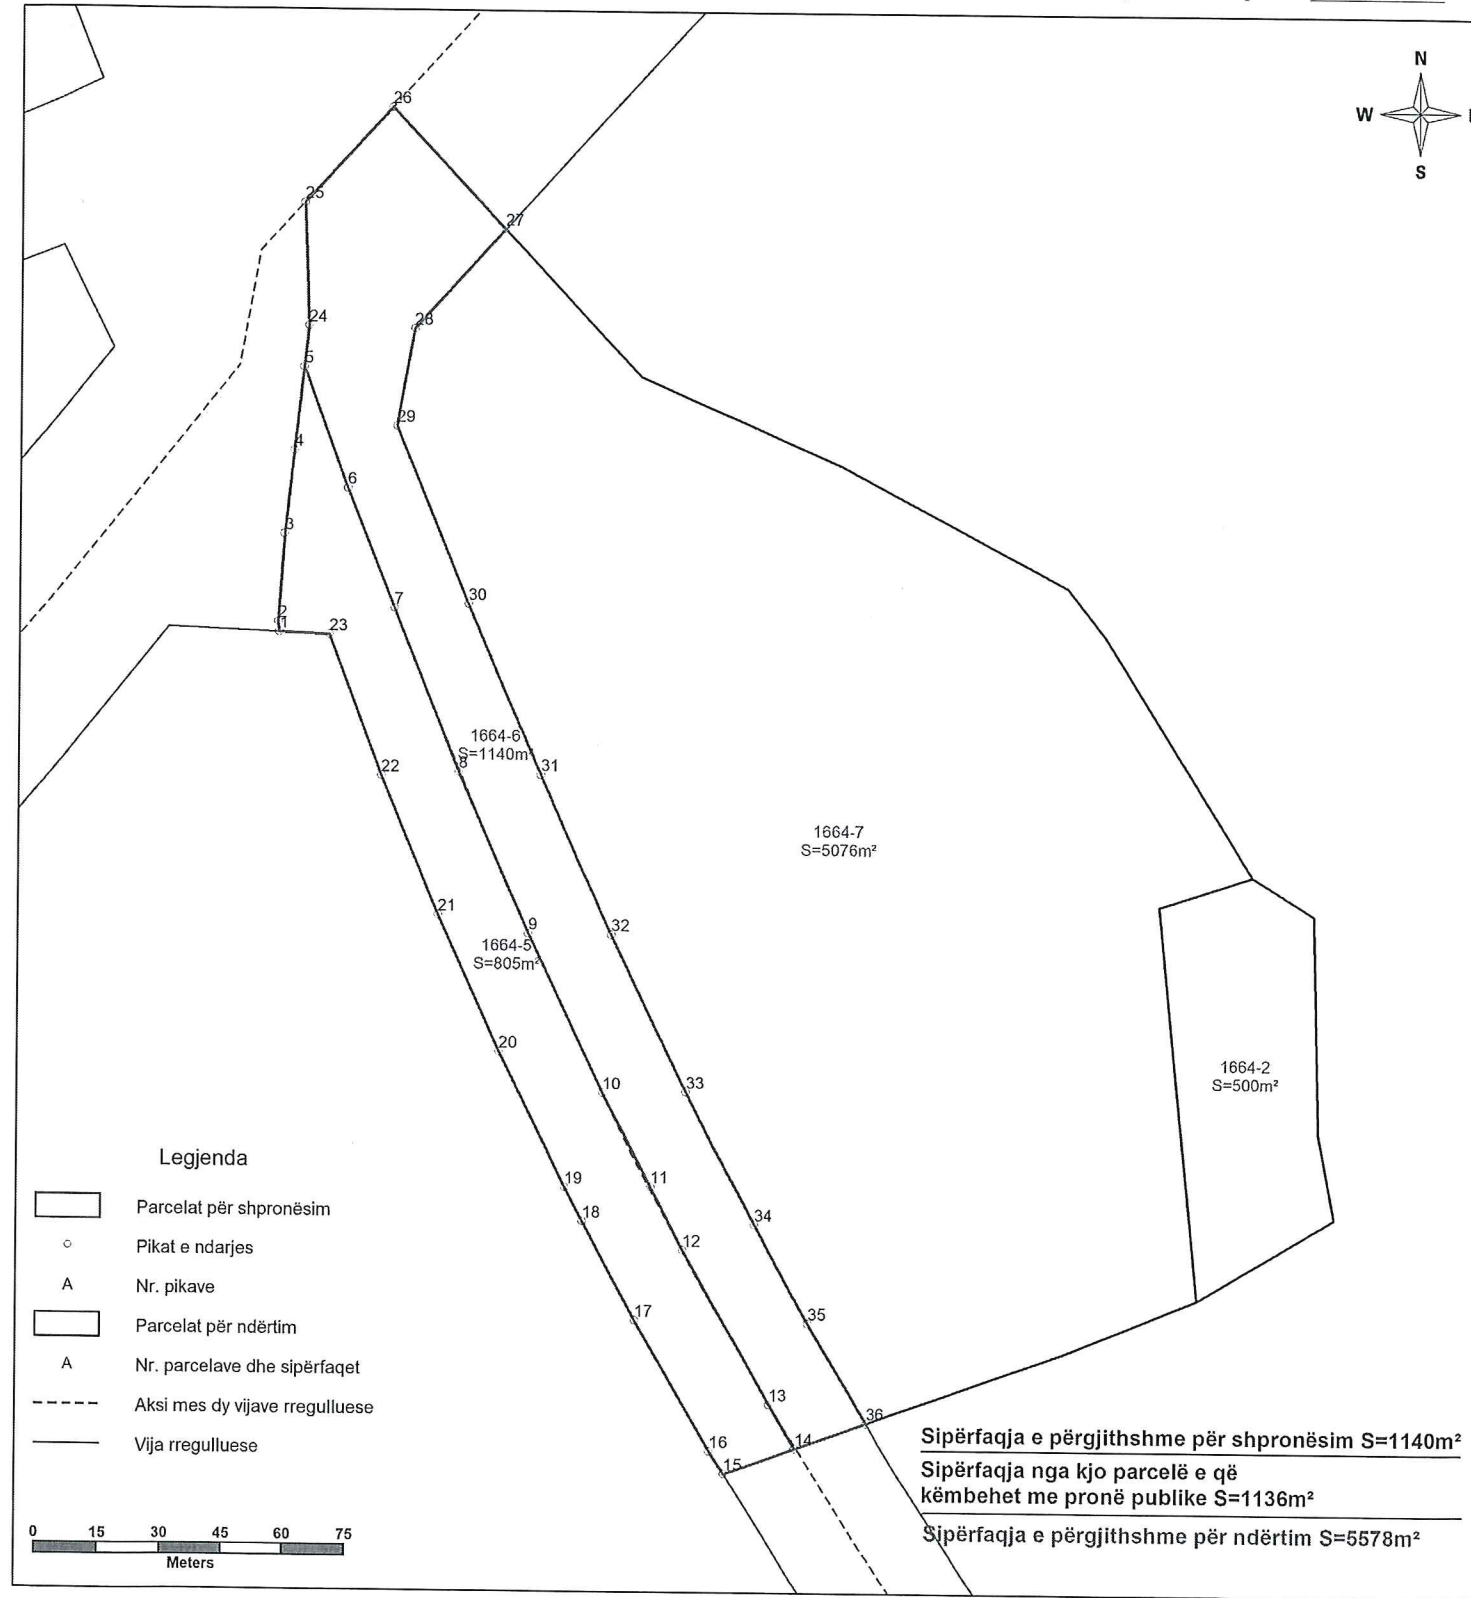 N
W
S
26
25
27
24
28
5
29
4
6
3
7
30
2
1
23
1664-6
S=1140m²
22
8
31
1664-7
S=5076m²
21
9
32
1664-5
S=805m²
20
10
33
1664-2
S=500m²
Legjenda
19
11
Parcelat për shpronësim
18
34
Pikat e ndarjes
12
A Nr. pikave
17
35
Parcelat për ndërtim
A Nr. parcelave dhe sipërfaqet
13
Aksi mes dy vijave rregulluese
36
Vija rregulluese
16
14
15
Sipërfaqja e përgjithshme për shpronësim S=1140m²
Sipërfaqja nga kjo parcelë e që
këmbehet me pronë publike S=1136m²
Sipërfaqja e përgjithshme për ndërtim S=5578m²
0 15 30 45 60 75
Meters